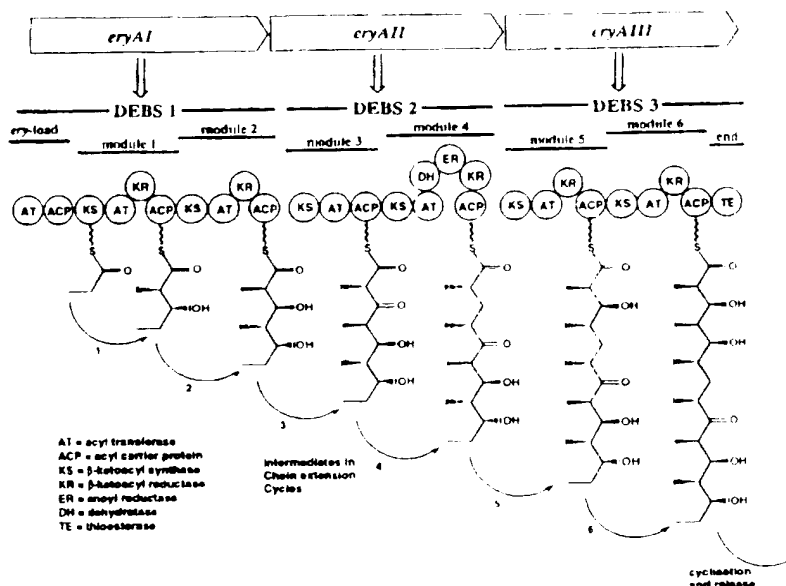 eryAI eryAII eryAIII
DEBS 1 DEBS 2 DEBS 3
ery-load module 1 module 2 module 3 module 4 module 5 module 6 end
AT ACP KS AT KR ACP KS AT KR ACP KS AT ACP KS AT DH ER KR ACP KS AT KR ACP KS AT KR ACP TE
S S S S S S S
O O O O O O O
OH OH O O OH OH
OH OH O OH
OH OH O
OH OH OH O
OH OH
OH
1
2
3
4
5
6
AT = acyl transferase
ACP = acyl carrier protein
KS = β-ketoacyl synthase
KR = β-ketoacyl reductase
ER = enoyl reductase
DH = dehydratase
TE = thioesterase
Intermediates in
Chain extension
Cycles
cyclisation
and release